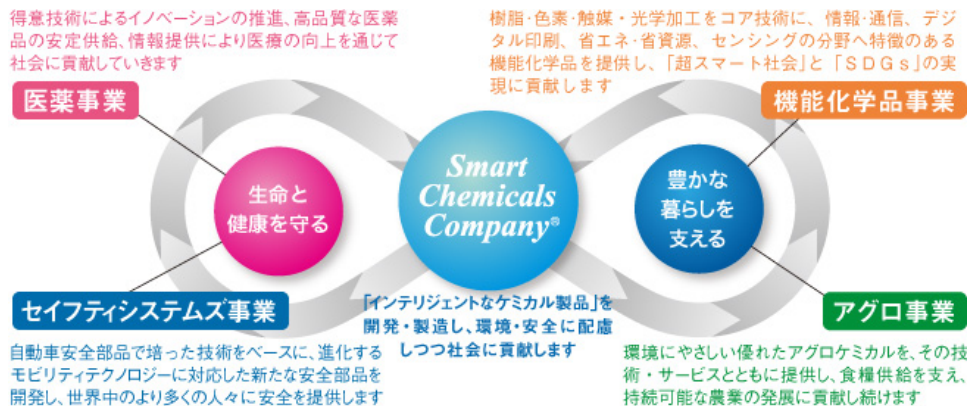 得意技術によるイノベーションの推進、高品質な医薬
品の安定供給、情報提供により医療の向上を通じて
社会に貢献していきます
医薬事業
樹脂・色素・触媒・光学加工をコア技術に、情報・通信、デジ
タル印刷、省エネ・省資源、センシングの分野へ特徴のある
機能化学品を提供し、「超スマート社会」と「SDGs」の実
現に貢献します
機能化学品事業
生命と
健康を守る
Smart
Chemicals
Company®
豊かな
暮らしを
支える
セイフティシステムズ事業
自動車安全部品で培った技術をベースに、進化する
モビリティテクノロジーに対応した新たな安全部品を
開発し、世界中のより多くの人々に安全を提供します
「インテリジェントなケミカル製品」を
開発・製造し、環境・安全に配慮
しつつ社会に貢献します
アグロ事業
環境にやさしい優れたアグロケミカルを、その技
術・サービスとともに提供し、食糧供給を支え、
持続可能な農業の発展に貢献し続けます